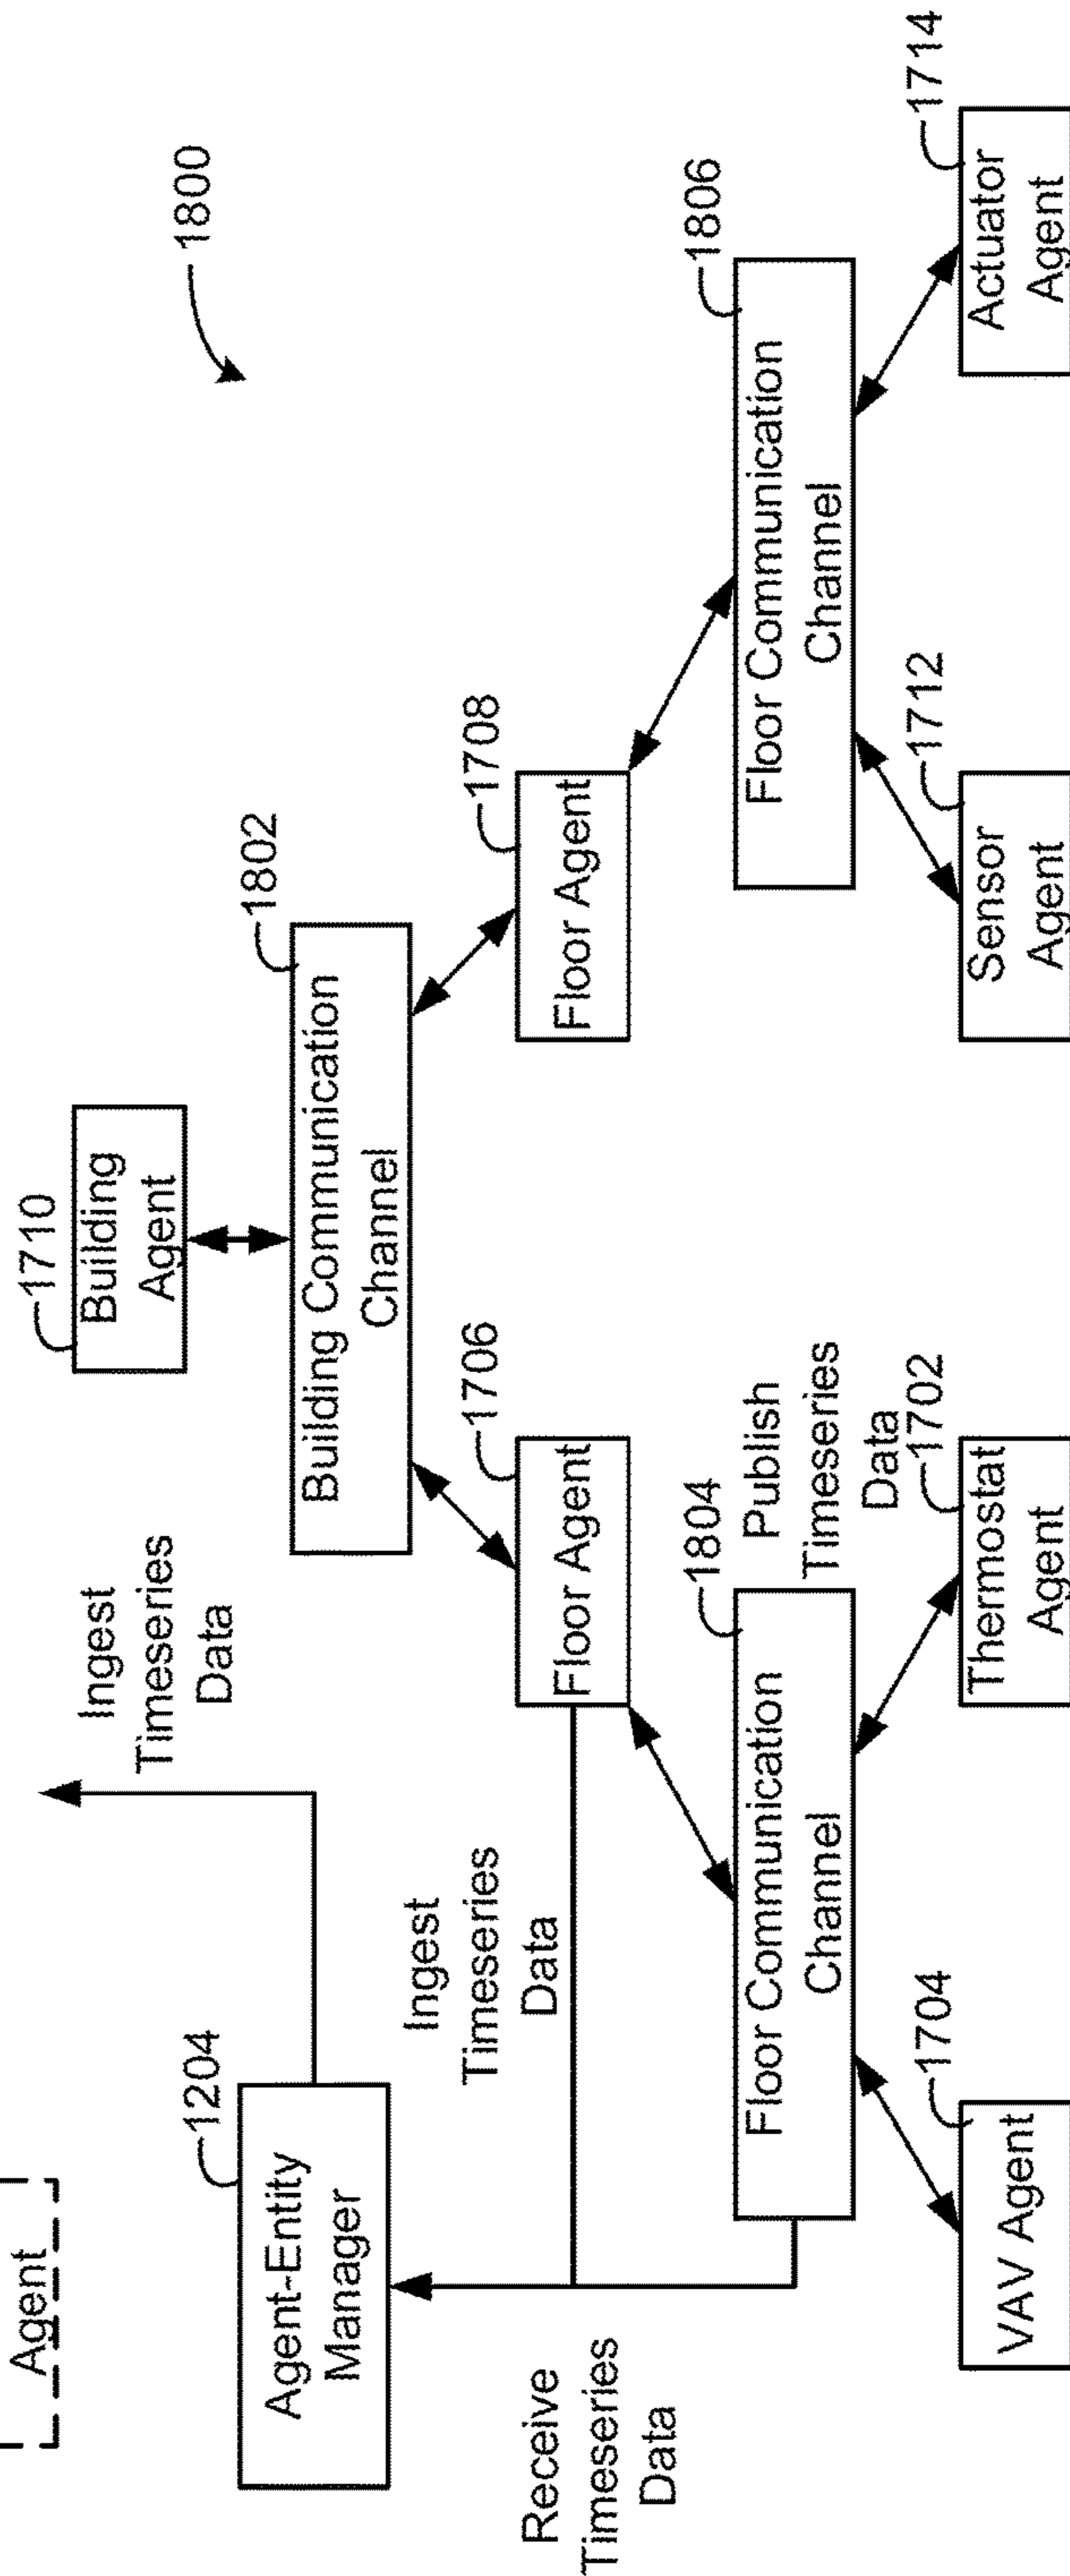 Agent
1800
1710
Building
Agent
Ingest
Timeseries
Data
1802
Building Communication
Channel
1204
Agent-Entity
Manager
Ingest
Timeseries
Data
1706
Floor Agent
1708
Floor Agent
Receive
Timeseries
Data
1804
Floor Communication
Channel
Publish
Timeseries
Data
1806
Floor Communication
Channel
1704
VAV Agent
1702
Thermostat
Agent
1712
Sensor
Agent
1714
Actuator
Agent